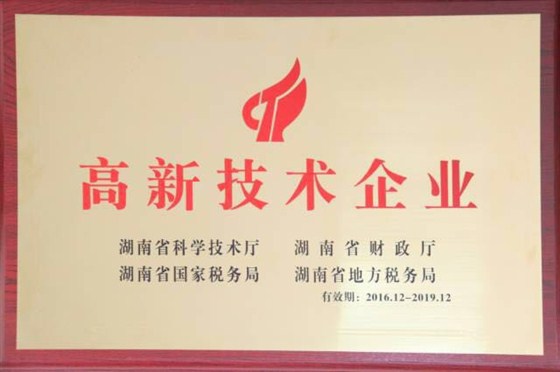 高新技术企业
湖南省科学技术厅 湖南省财政厅
湖南省国家税务局 湖南省地方税务局
有效期：2016.12-2019.12